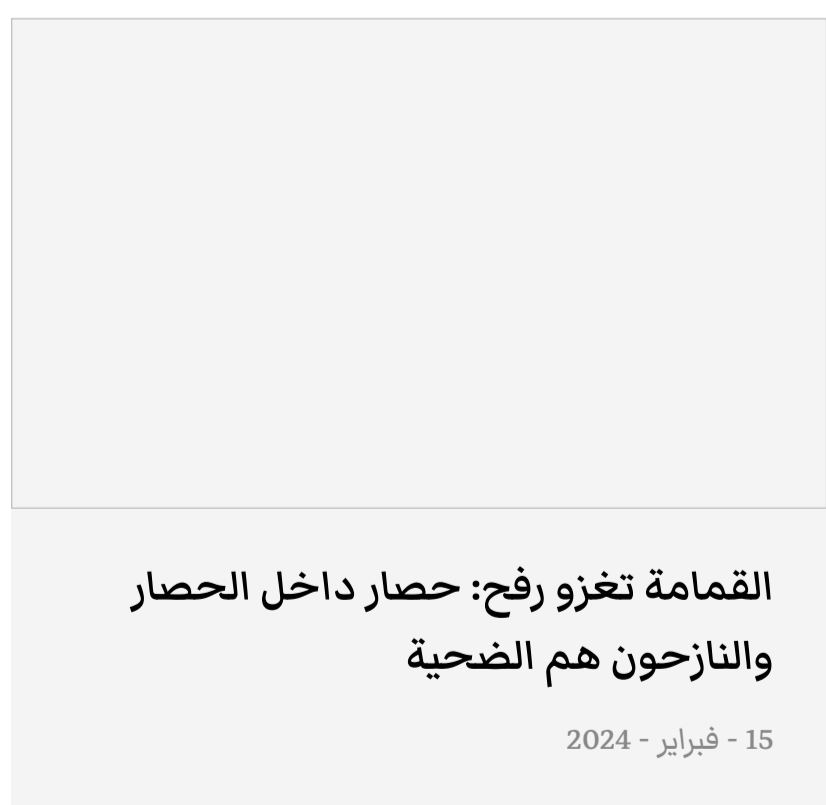 القمامة تغزو رفح: حصار داخل الحصار
والنازحون هم الضحية
15 - فبراير - 2024